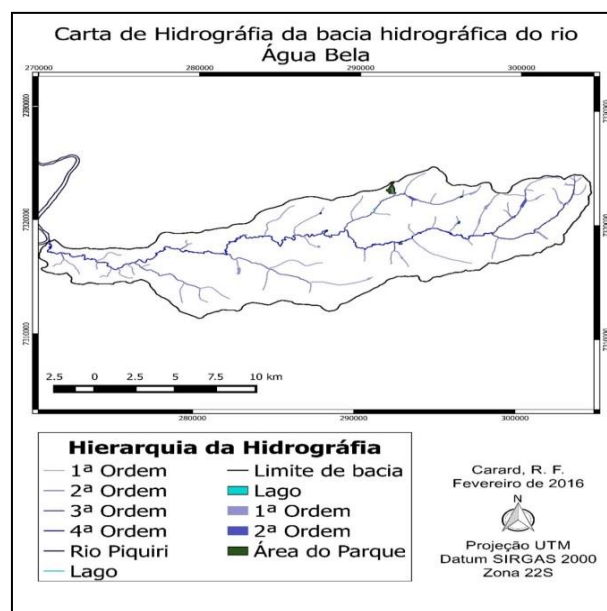 Carta de Hidrográfia da bacia hidrográfica do rio
Água Bela
270000 280000 290000 300000
7120000
7110000
2.5 0 2.5 5 7.5 10 km
280000 290000 300000
Hierarquia da Hidrográfia
1ª Ordem
2ª Ordem
3ª Ordem
4ª Ordem
Rio Piquiri
Lago
Limite de bacia
Lago
1ª Ordem
2ª Ordem
Área do Parque
Carard, R. F.
Fevereiro de 2016
N
Projeção UTM
Datum SIRGAS 2000
Zona 22S